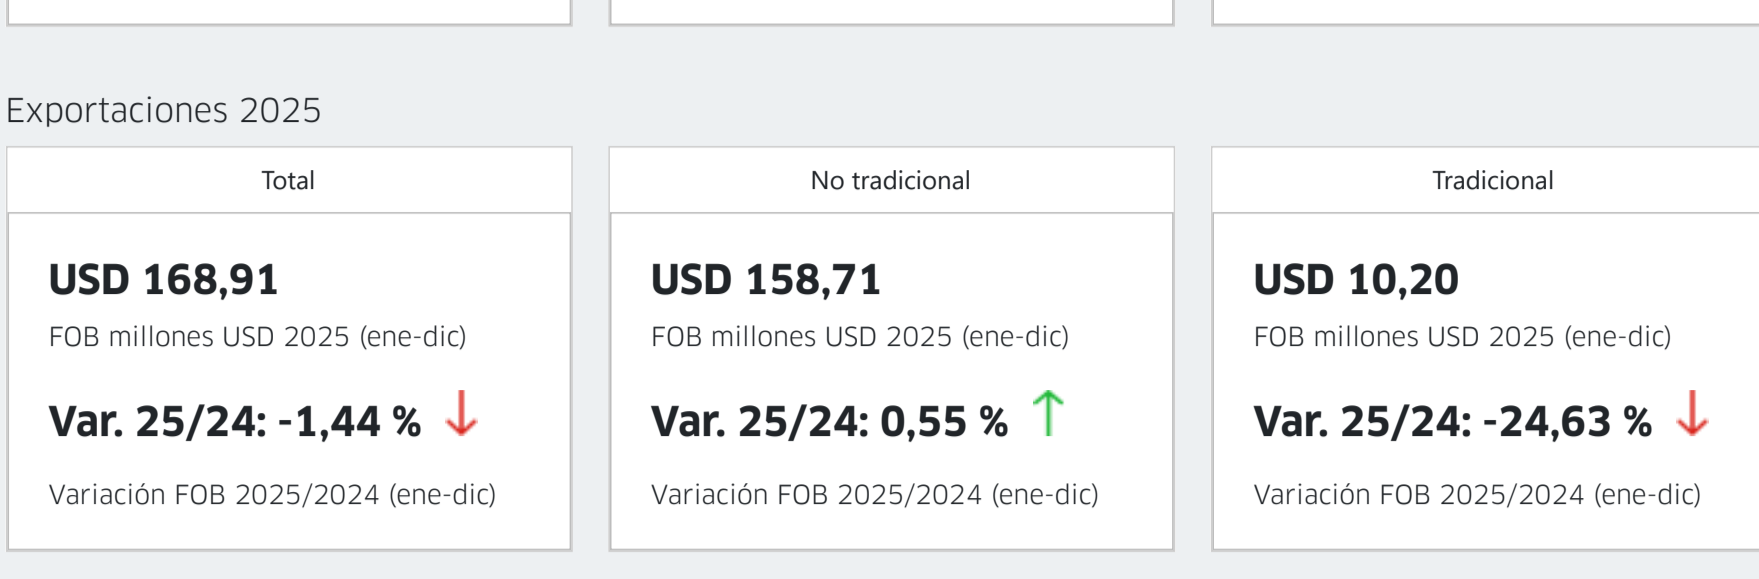 Exportaciones 2025
Total
USD 168,91
FOB millones USD 2025 (ene-dic)
Var. 25/24: -1,44 %
Variación FOB 2025/2024 (ene-dic)
No tradicional
USD 158,71
FOB millones USD 2025 (ene-dic)
Var. 25/24: 0,55 %
Variación FOB 2025/2024 (ene-dic)
Tradicional
USD 10,20
FOB millones USD 2025 (ene-dic)
Var. 25/24: -24,63 %
Variación FOB 2025/2024 (ene-dic)